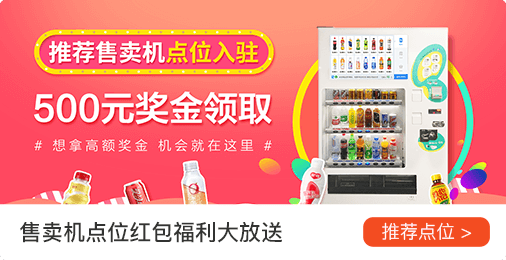 推荐售卖机点位入驻
500元奖金领取
# 想拿高额奖金 机会就在这里 #
售卖机点位红包福利大放送
推荐点位 >